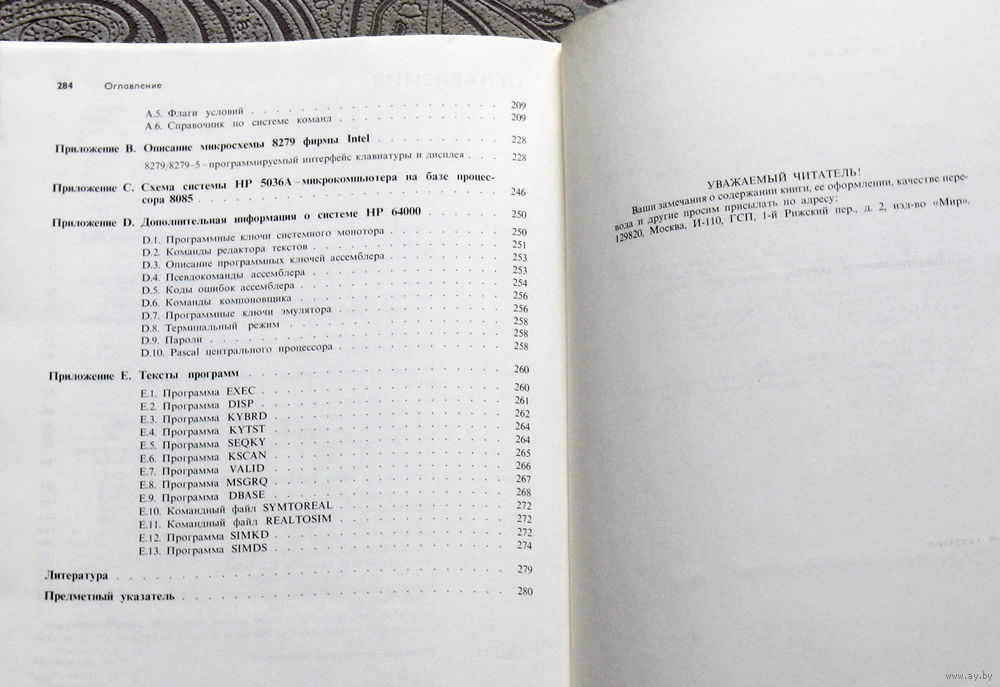 284 Оглавление
A.5. Флаги условий . . . 209
A.6. Справочник по системе команд . . . 209
Приложение B. Описание микросхемы 8279 фирмы Intel . . . 228
8279/8279–5–программируемый интерфейс клавиатуры и дисплея . . . 228
Приложение C. Схема системы HP 5036A–микрокомпьютера на базе процес-
сора 8085 . . . 246
Приложение D. Дополнительная информация о системе HP 64000 . . . 250
D.1. Программные ключи системного монитора . . . 250
D.2. Команды редактора текстов . . . 251
D.3. Описание программных ключей ассемблера . . . 253
D.4. Псевдокоманды ассемблера . . . 253
D.5. Коды ошибок ассемблера . . . 254
D.6. Команды компоновщика . . . 256
D.7. Программные ключи эмулятора . . . 256
D.8. Терминальный режим . . . 258
D.9. Пароли . . . 258
D.10. Pascal центрального процессора . . . 258
Приложение E. Тексты программ . . . 260
E.1. Программа EXEC . . . 260
E.2. Программа DISP . . . 261
E.3. Программа KYBRD . . . 262
E.4. Программа KYTST . . . 264
E.5. Программа SEQKY . . . 264
E.6. Программа KSCAN . . . 265
E.7. Программа VALID . . . 266
E.8. Программа MSGRQ . . . 267
E.9. Программа DBASE . . . 268
E.10. Командный файл SYMTOREAL . . . 272
E.11. Командный файл REALTOSIM . . . 272
E.12. Программа SIMKD . . . 272
E.13. Программа SIMDS . . . 274
Литература . . . 279
Предметный указатель . . . 280
УВАЖАЕМЫЙ ЧИТАТЕЛЬ!
Ваши замечания о содержании книги, ее оформлении, качестве пере-
вода и другие просим присылать по адресу:
129820, Москва, И-110, ГСП, 1-й Рижский пер., д. 2, изд-во «Мир».
www.ay.by